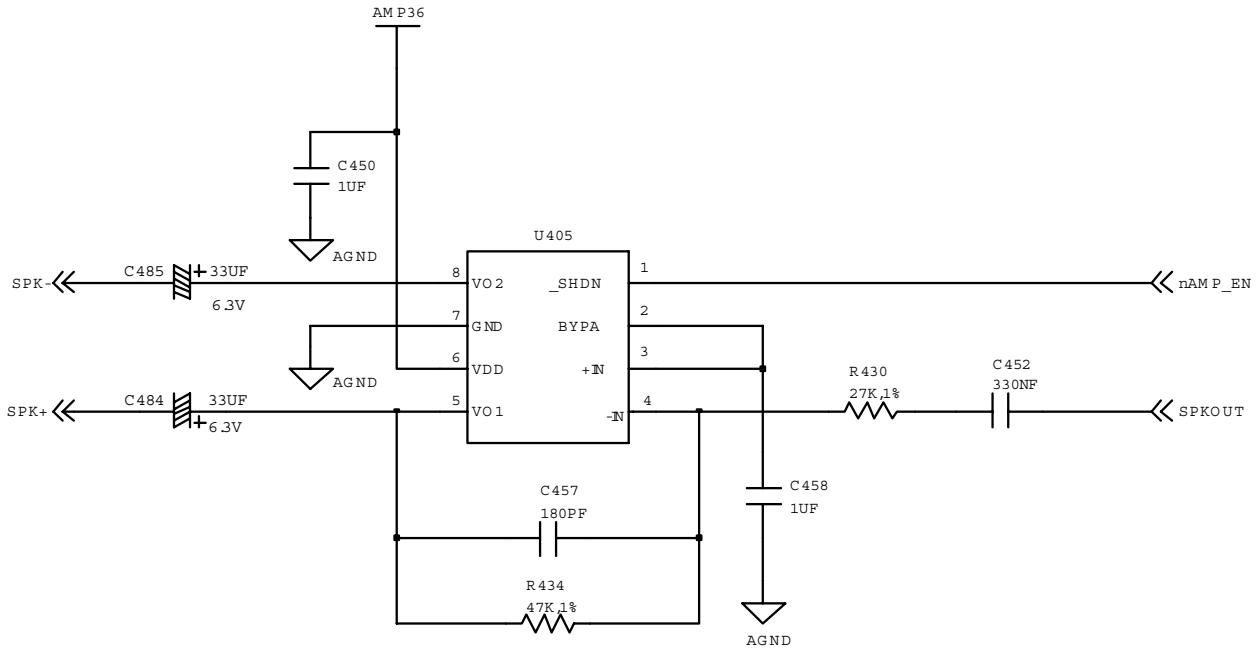 AMP36
C450
1UF
AGND
U405
SPK-
C485
+
33UF
6.3V
8
VO2
_SHDN
1
nAMP_EN
7
GND
BYPA
2
AGND
6
VDD
+IN
3
SPK+
C484
+
33UF
6.3V
5
VO1
-IN
4
R430
27K,1%
C452
330NF
SPKOUT
C457
180PF
C458
1UF
R434
47K,1%
AGND